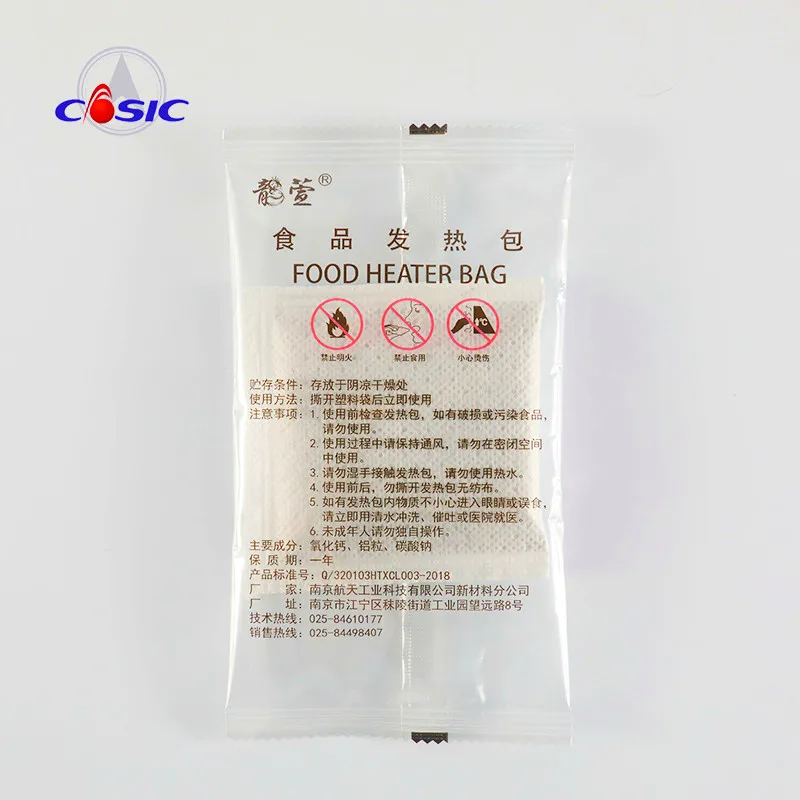 COSIC
龍萱®
食品发热包
FOOD HEATER BAG
℃
禁止明火 禁止食用 小心烫伤
贮存条件：存放于阴凉干燥处
使用方法：撕开塑料袋后立即使用
注意事项：1. 使用前检查发热包，如有破损或污染食品，
请勿使用。
2. 使用过程中请保持通风，请勿在密闭空间
中使用。
3. 请勿湿手接触发热包，请勿使用热水。
4. 使用前后，勿撕开发热包无纺布。
5. 如有发热包内物质不小心进入眼睛或误食，
请立即用清水冲洗、催吐或医院就医。
6. 未成年人请勿独自操作。
主要成分：氧化钙、铝粒、碳酸钠
保质期：一年
产品标准号：Q/320103HTXCL003-2018
厂家：南京航天工业科技有限公司新材料分公司
厂址：南京市江宁区秣陵街道工业园望远路8号
技术热线：025-84610177
销售热线：025-84498407